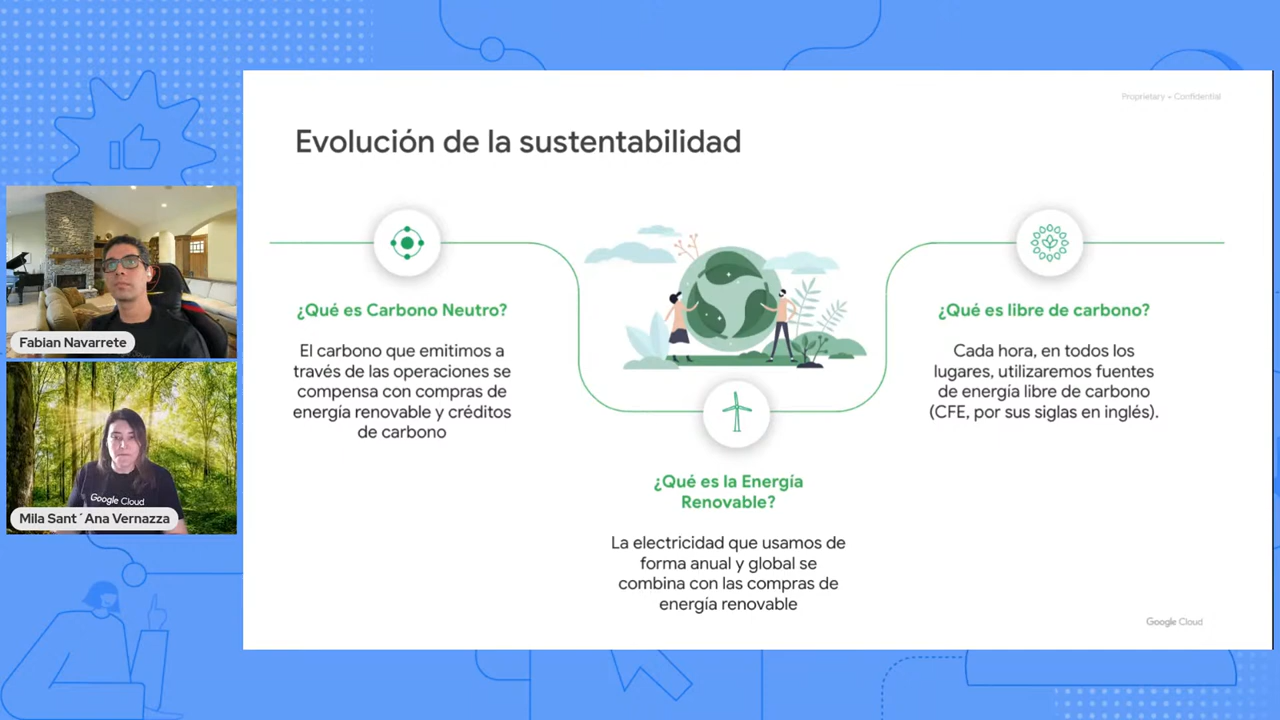 Proprietary + Confidential
Evolución de la sustentabilidad
¿Qué es Carbono Neutro?
El carbono que emitimos a
través de las operaciones se
compensa con compras de
energía renovable y créditos
de carbono
¿Qué es la Energía
Renovable?
La electricidad que usamos de
forma anual y global se
combina con las compras de
energía renovable
¿Qué es libre de carbono?
Cada hora, en todos los
lugares, utilizaremos fuentes
de energía libre de carbono
(CFE, por sus siglas en inglés).
Google Cloud
Fabian Navarrete
Google Cloud
Mila Sant´Ana Vernazza